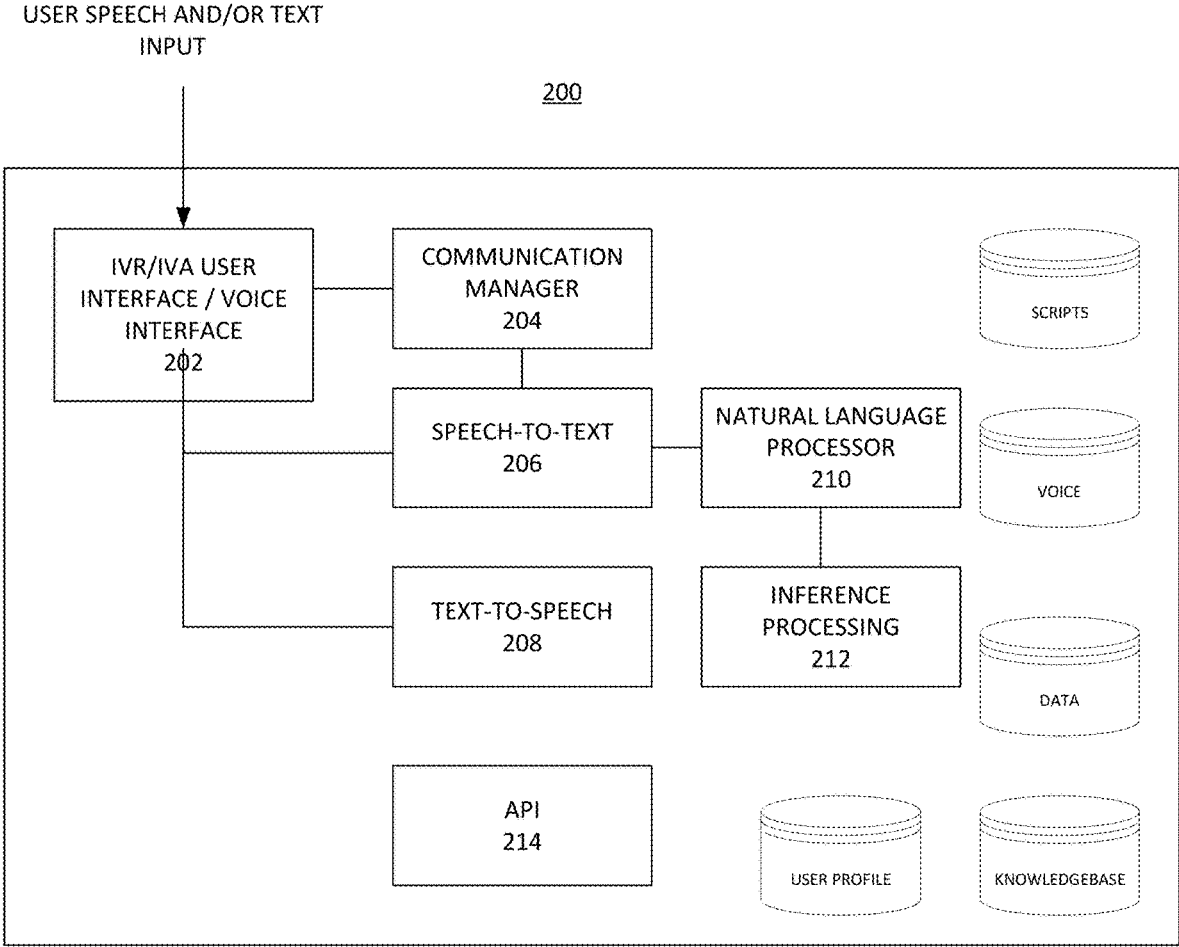 USER SPEECH AND/OR TEXT
INPUT
200
IVR/IVA USER
INTERFACE / VOICE
INTERFACE
202
COMMUNICATION
MANAGER
204
SCRIPTS
SPEECH-TO-TEXT
206
NATURAL LANGUAGE
PROCESSOR
210
VOICE
TEXT-TO-SPEECH
208
INFERENCE
PROCESSING
212
DATA
API
214
USER PROFILE
KNOWLEDGEBASE